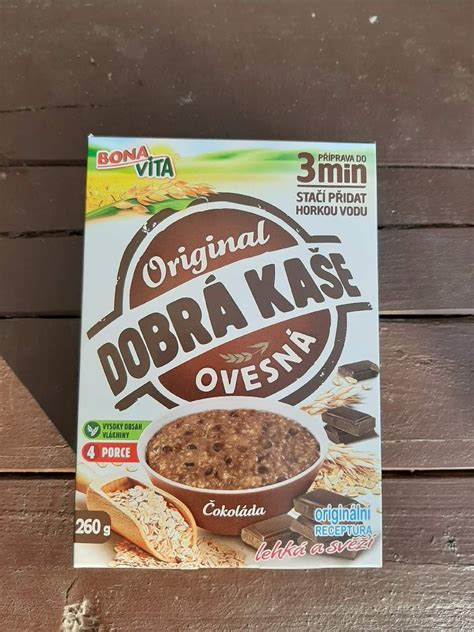 BONA
VITA
PŘÍPRAVA DO
3 min
STAČÍ PŘIDAT
HORKOU VODU
Original
DOBRÁ KAŠE
OVESNÁ
VYSOKÝ OBSAH
VLÁKNINY
4 PORCE
Čokoláda
260 g
originální
RECEPTURA
lehká a svěží